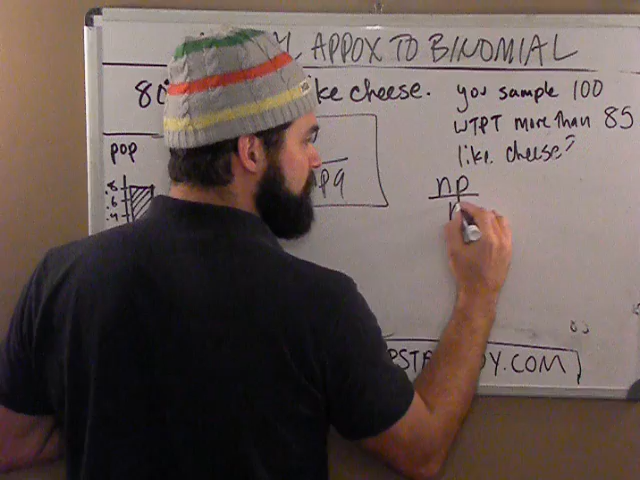 APPOX TO BINOMIAL
80 like cheese. you sample 100
WTPT more than 85
like cheese?
POP
.8
.6
.4
pq
np
n
.COM